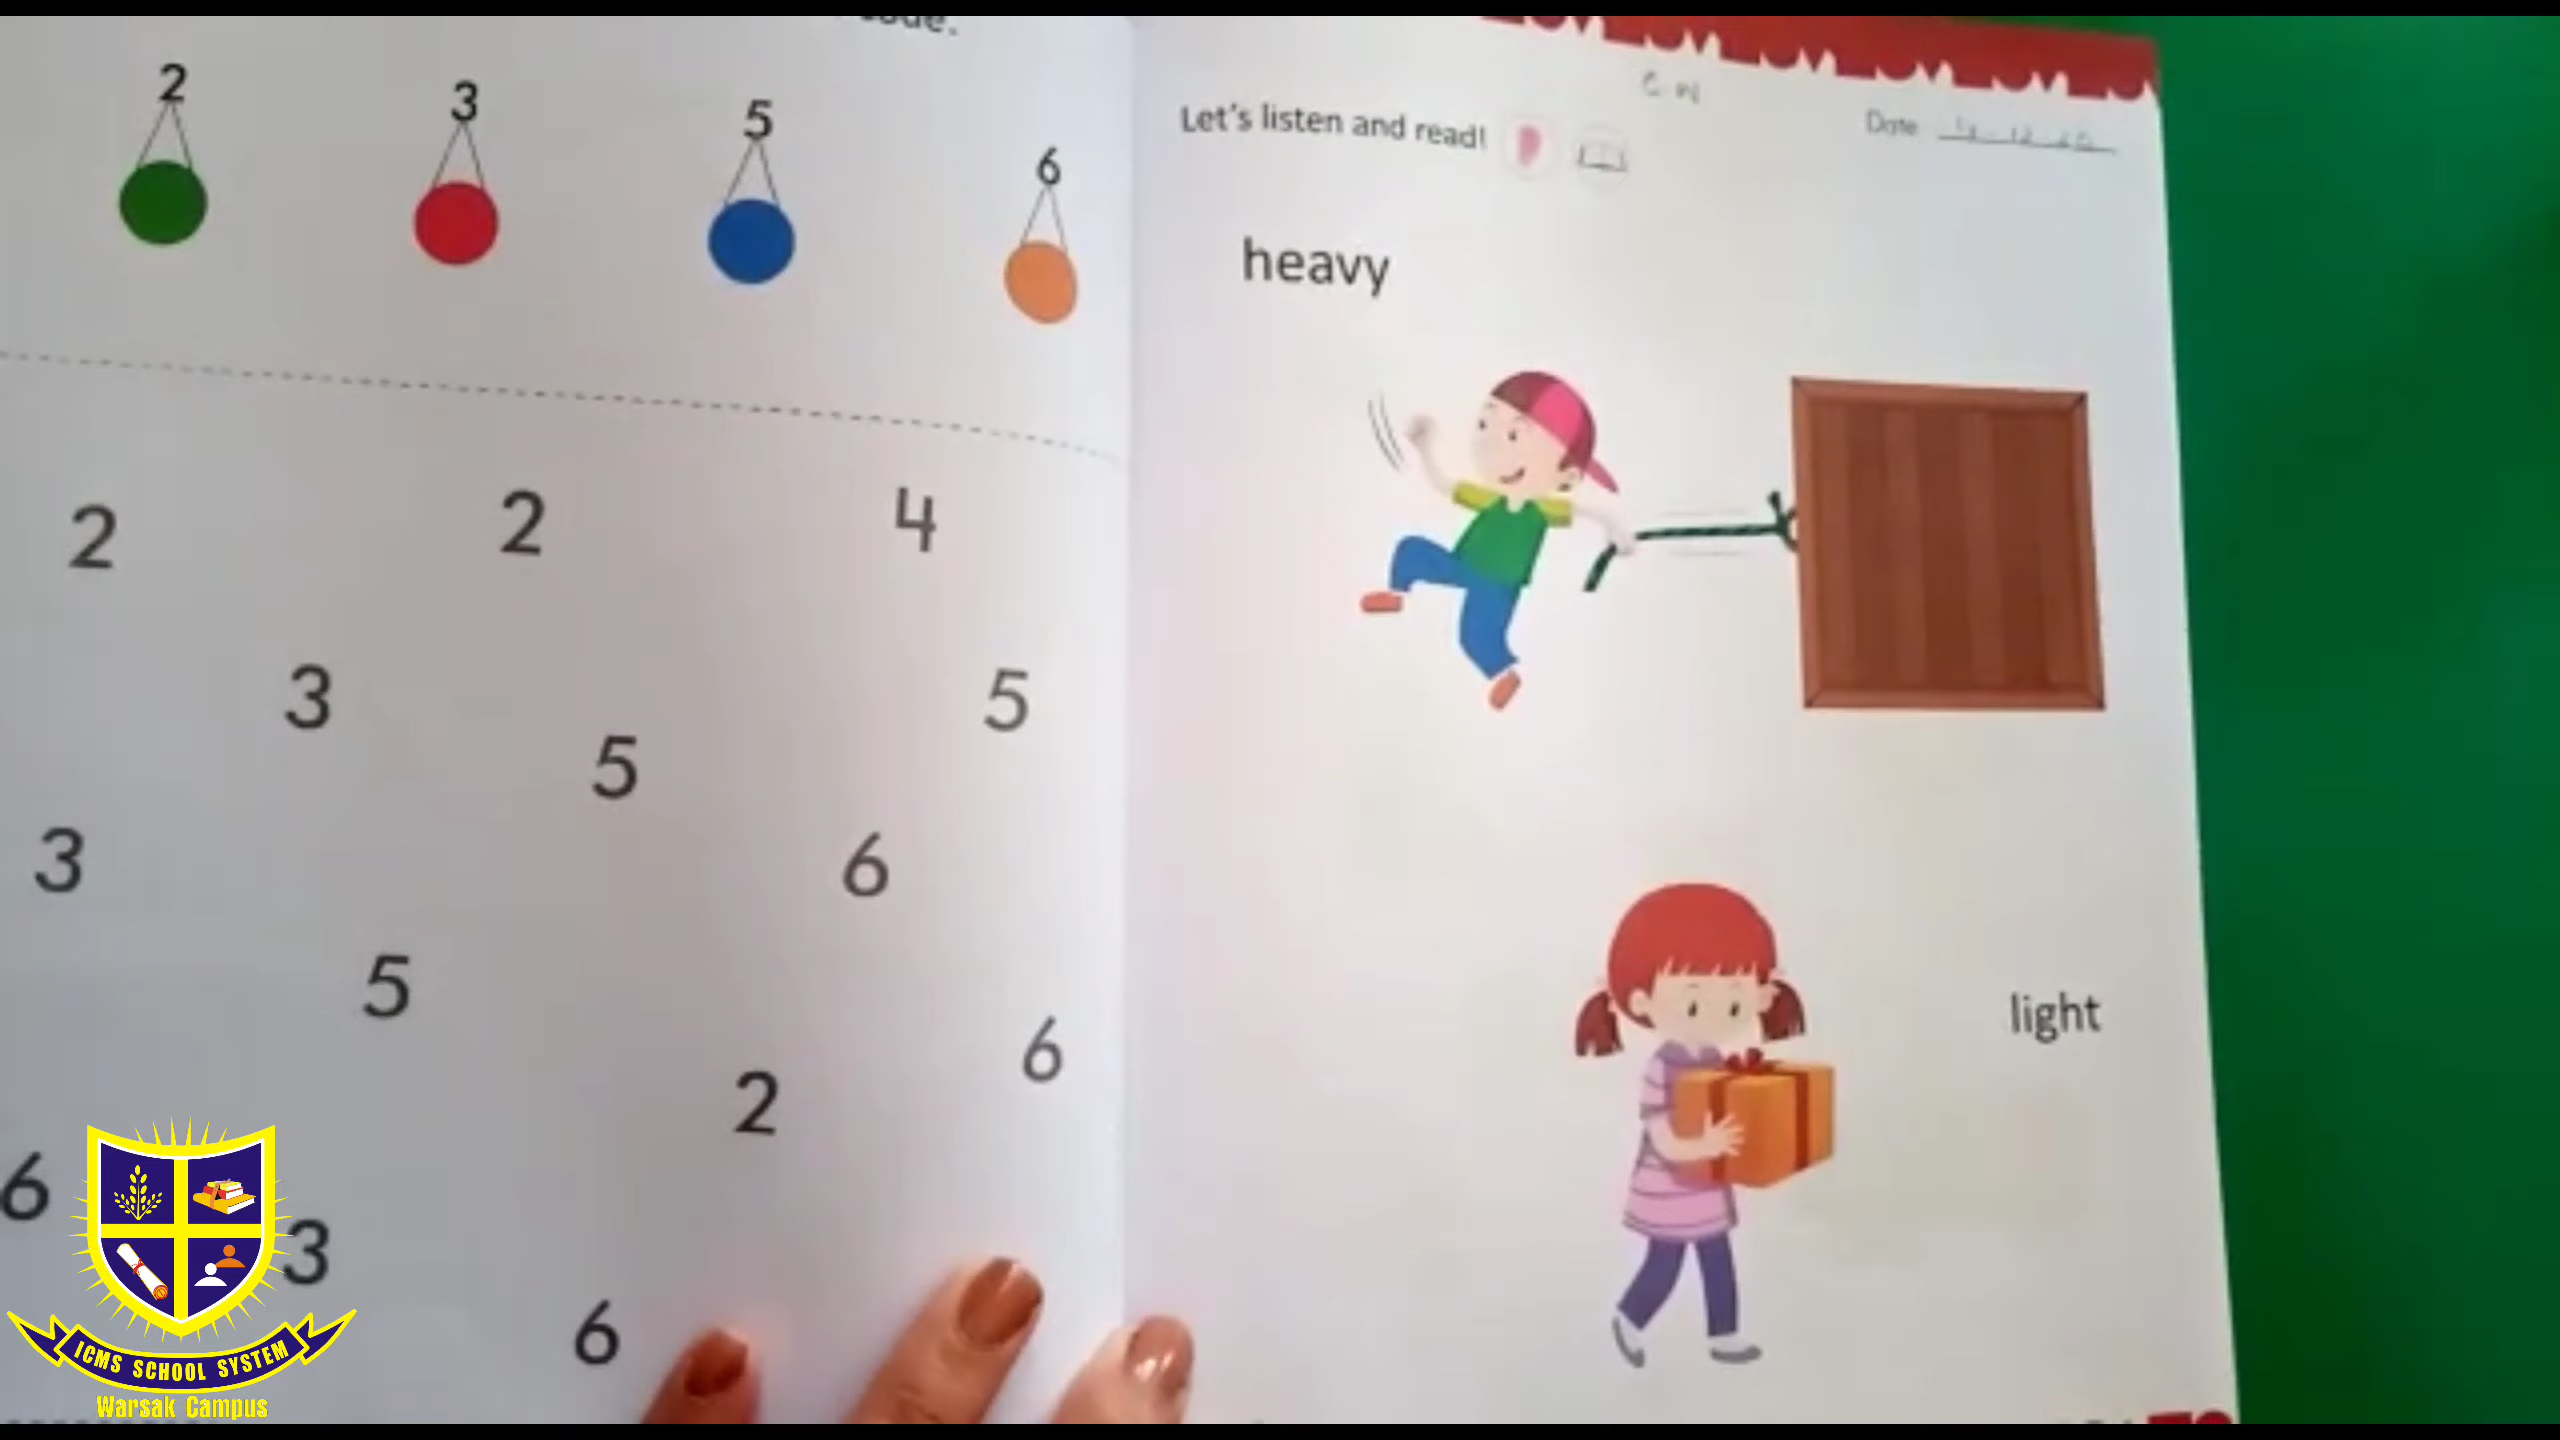 2 3 5 6
2 2 4
3 5
5
3 6
5
2 6
6 3
6
C.W
Let's listen and read!
Date
heavy
light
ICMS SCHOOL SYSTEM
Warsak Campus